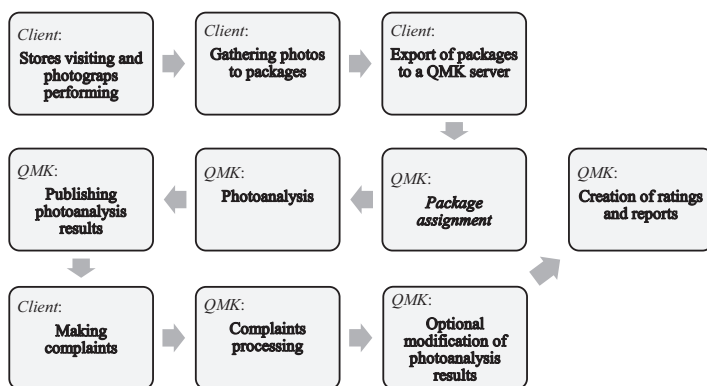 Client:
Stores visiting and
photograps
performing
Client:
Gathering photos
to packages
Client:
Export of packages
to a QMK server
QMK:
Package
assignment
QMK:
Photoanalysis
QMK:
Publishing
photoanalysis
results
Client:
Making
complaints
QMK:
Complaints
processing
QMK:
Optional
modification of
photoanalysis
results
QMK:
Creation of ratings
and reports